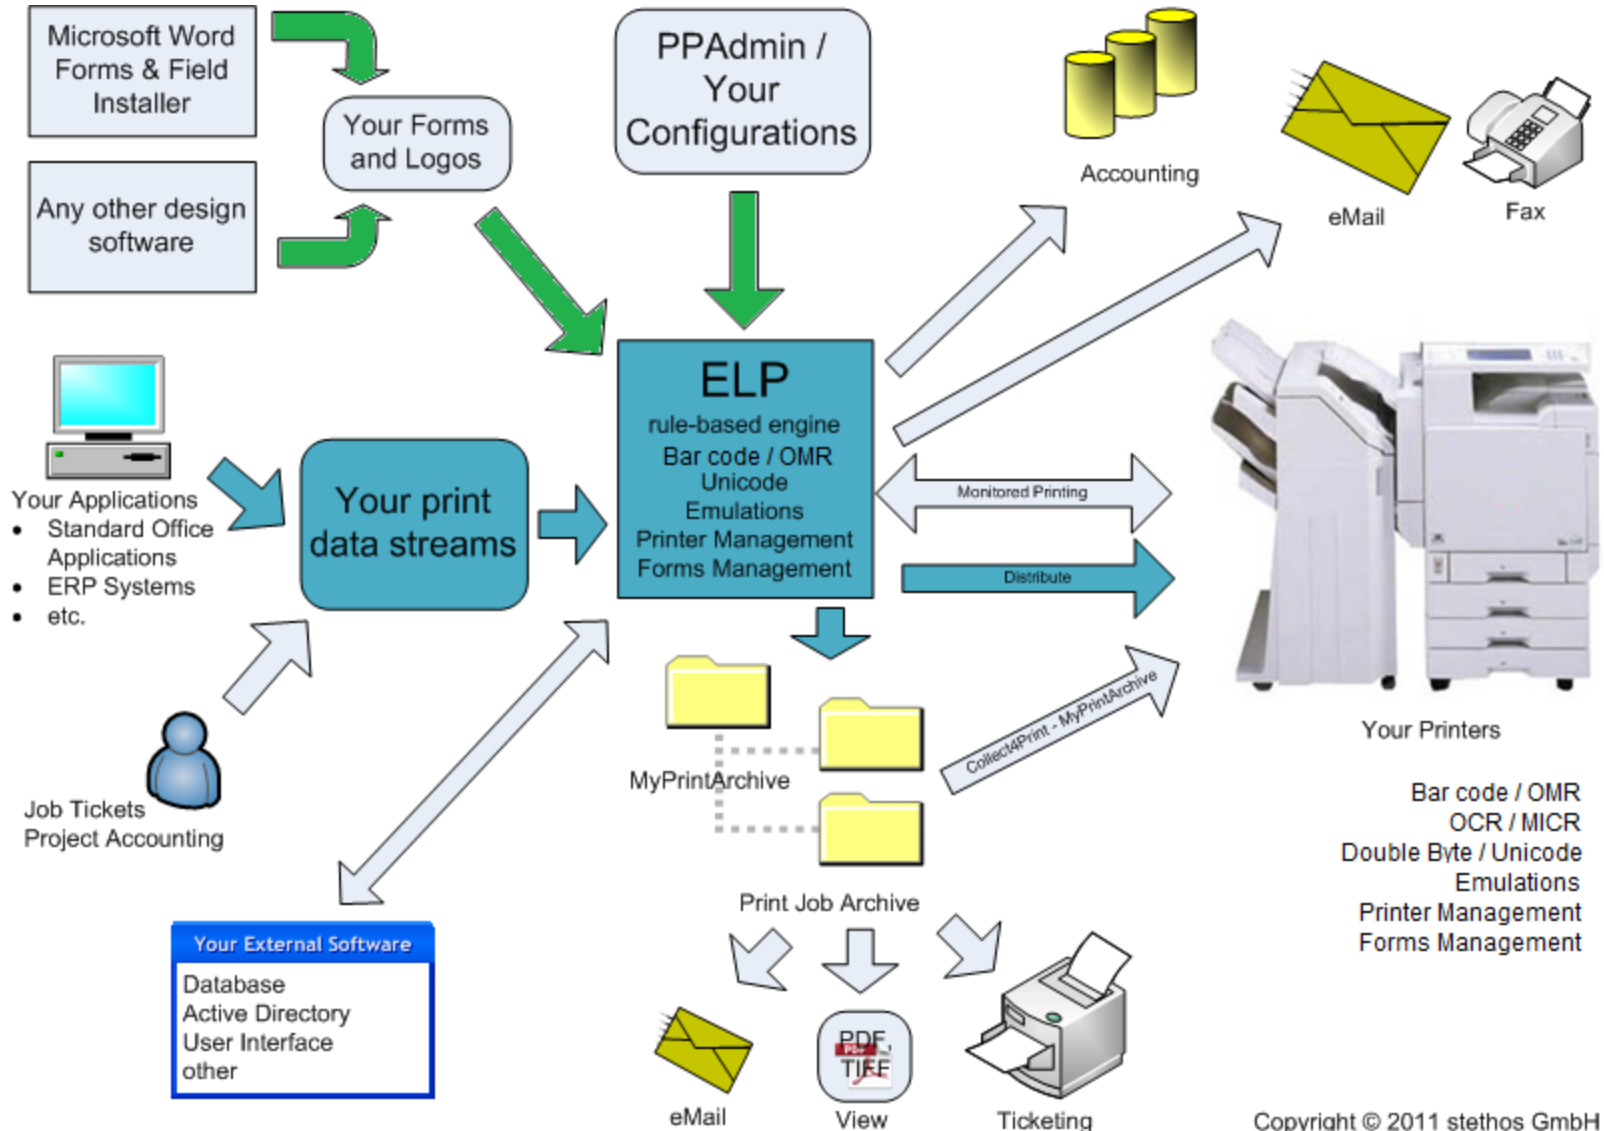 Microsoft Word
Forms & Field
Installer
Any other design
software
Your Forms
and Logos
PPAdmin /
Your
Configurations
Accounting
eMail
Fax
ELP
rule-based engine
Bar code / OMR
Unicode
Emulations
Printer Management
Forms Management
Your Applications
• Standard Office
Applications
• ERP Systems
• etc.
Your print
data streams
Monitored Printing
Distribute
Collect4Print - MyPrintArchive
Your Printers
Bar code / OMR
OCR / MICR
Double Byte / Unicode
Emulations
Printer Management
Forms Management
Job Tickets
Project Accounting
MyPrintArchive
Print Job Archive
Your External Software
Database
Active Directory
User Interface
other
eMail
PDF,
PDF
TIFF
View
Ticketing
Copyright © 2011 stethos GmbH